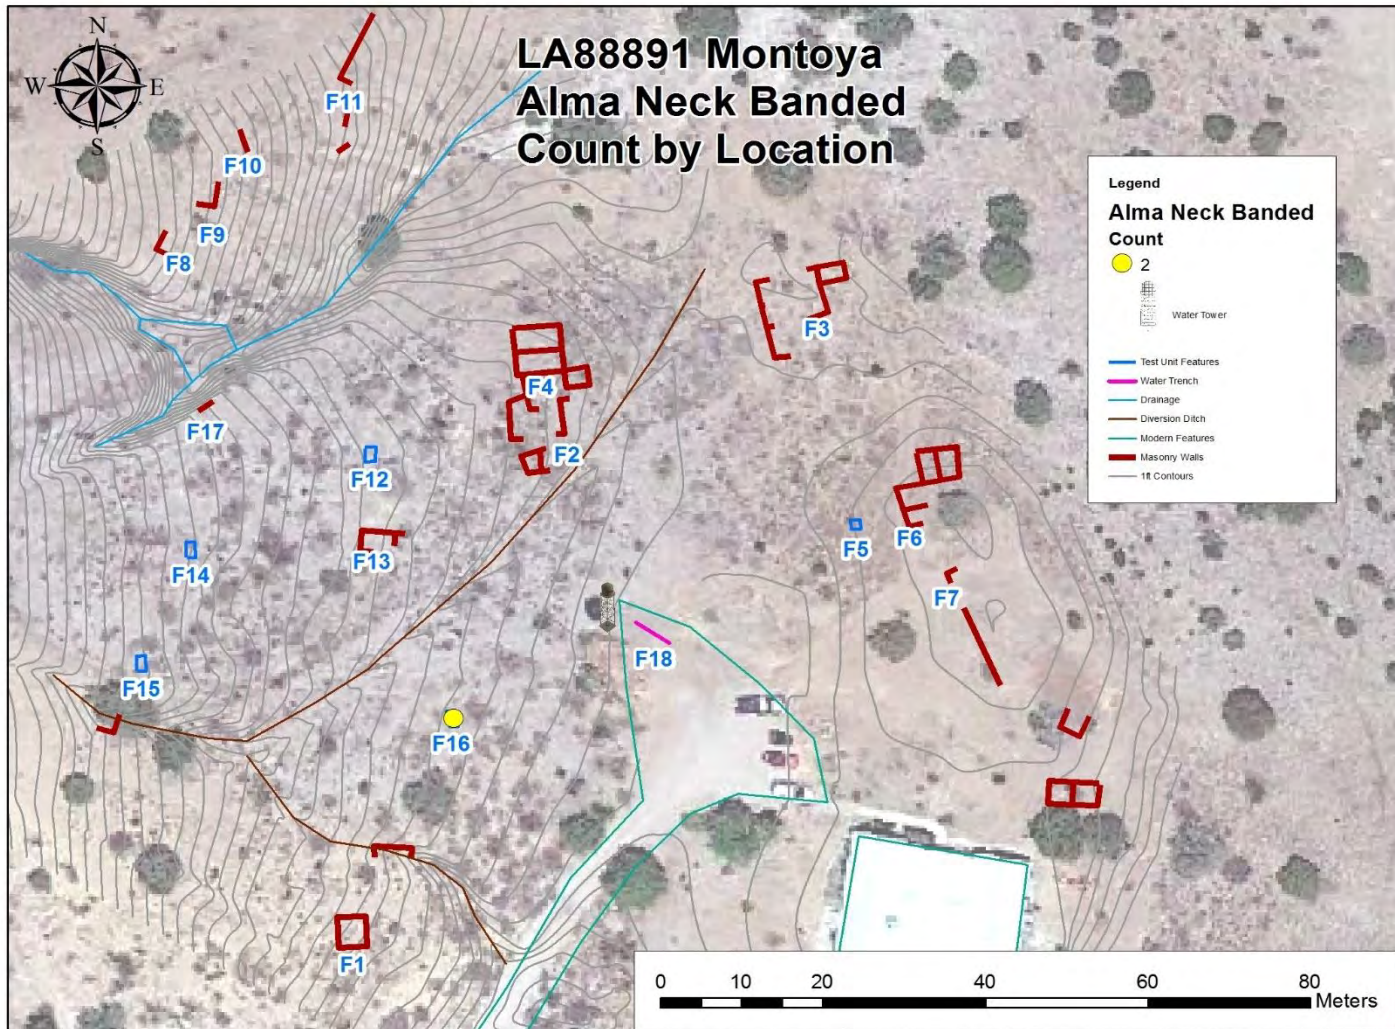 N
W E
S
LA88891 Montoya
Alma Neck Banded
Count by Location
F11
F10
F9
F8
F3
F4
F17
F2
F12
F13
F14
F5
F6
F7
F18
F15
F16
F1
Legend
Alma Neck Banded
Count
2
Water Tower
Test Unit Features
Water Trench
Drainage
Diversion Ditch
Modern Features
Masonry Walls
1ft Contours
0 10 20 40 60 80
Meters